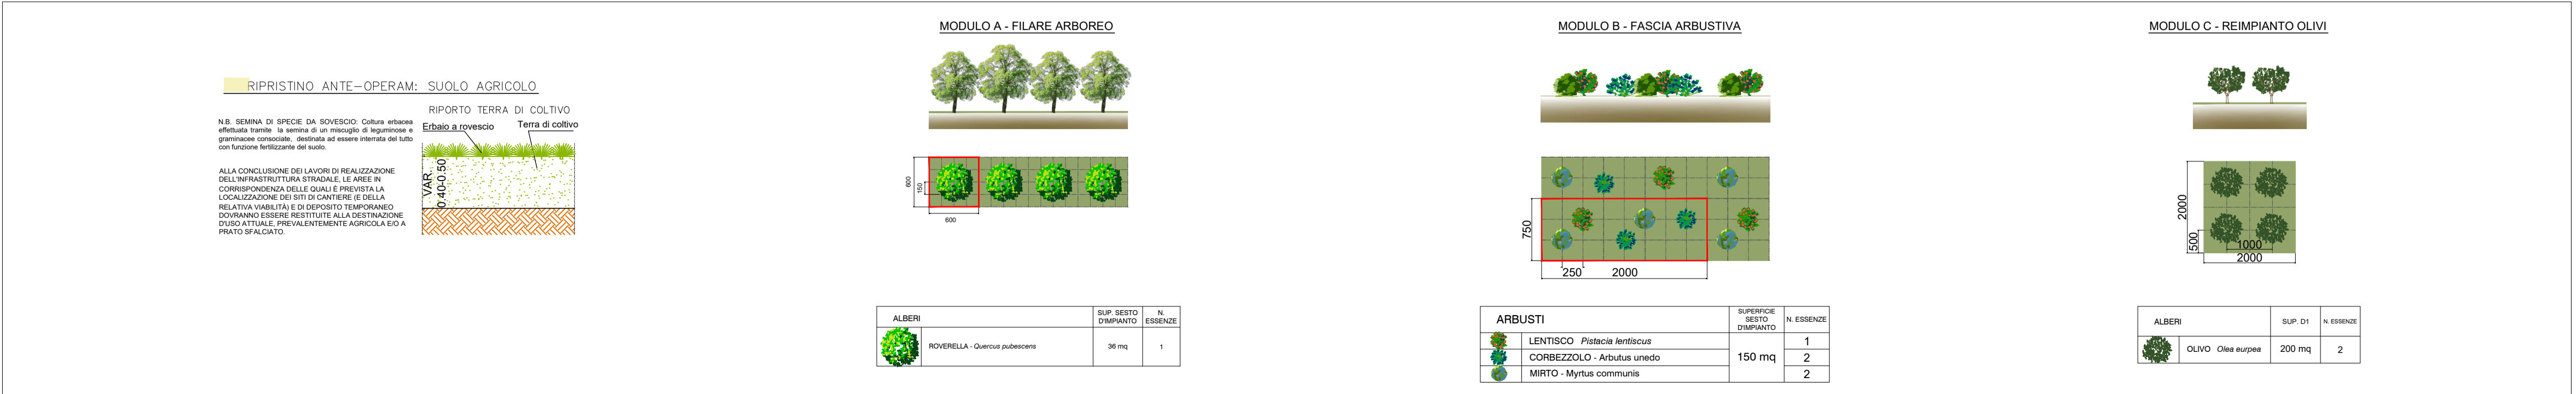 RIPRISTINO ANTE-OPERAM: SUOLO AGRICOLO
N.B. SEMINA DI SPECIE DA SOVESCIO: Coltura erbacea
effettuata tramite la semina di un miscuglio di leguminose e
graminacee consociate, destinata ad essere interrata del tutto
con funzione fertilizzante del suolo.
ALLA CONCLUSIONE DEI LAVORI DI REALIZZAZIONE
DELL'INFRASTRUTTURA STRADALE, LE AREE IN
CORRISPONDENZA DELLE QUALI È PREVISTA LA
LOCALIZZAZIONE DEI SITI DI CANTIERE (E DELLA
RELATIVA VIABILITÀ) E DI DEPOSITO TEMPORANEO
DOVRANNO ESSERE RESTITUITE ALLA DESTINAZIONE
D'USO ATTUALE, PREVALENTEMENTE AGRICOLA E/O A
PRATO SFALCIATO.
RIPORTO TERRA DI COLTIVO
Erbaio a rovescio
Terra di coltivo
VAR.
0.40-0.50
MODULO A - FILARE ARBOREO
600
150
600
ALBERI
SUP. SESTO
D'IMPIANTO
N.
ESSENZE
ROVERELLA - Quercus pubescens
36 mq
1
MODULO B - FASCIA ARBUSTIVA
750
250
2000
ARBUSTI
SUPERFICIE
SESTO
D'IMPIANTO
N. ESSENZE
LENTISCO Pistacia lentiscus
1
CORBEZZOLO - Arbutus unedo
150 mq
2
MIRTO - Myrtus communis
2
MODULO C - REIMPIANTO OLIVI
2000
500
1000
2000
ALBERI
SUP. D1
N. ESSENZE
OLIVO Olea eurpea
200 mq
2